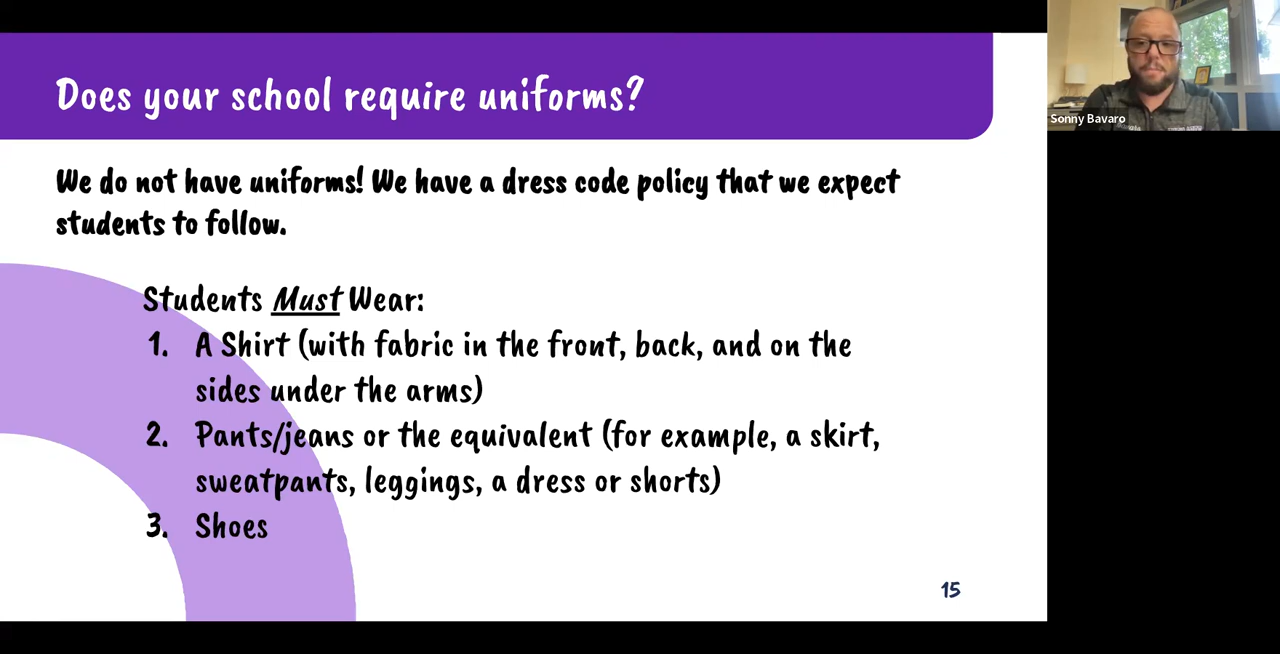 Does your school require uniforms?
Sonny Bavaro
We do not have uniforms! We have a dress code policy that we expect
students to follow.
Students Must Wear:
1. A Shirt (with fabric in the front, back, and on the
sides under the arms)
2. Pants/jeans or the equivalent (for example, a skirt,
sweatpants, leggings, a dress or shorts)
3. Shoes
15